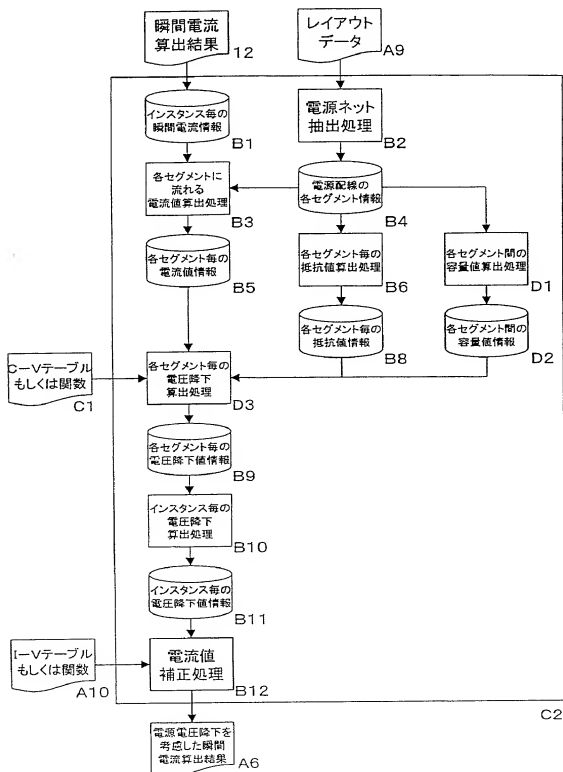 瞬間電流
算出結果
12
レイアウト
データ
A9
インスタンス毎の
瞬間電流情報
B1
電源ネット
抽出処理
B2
各セグメントに
流れる
電流値算出処理
B3
電源配線の
各セグメント情報
B4
各セグメント毎の
電流値情報
B5
各セグメント毎の
抵抗値算出処理
B6
各セグメント間の
容量値算出処理
D1
各セグメント毎の
抵抗値情報
B8
各セグメント間の
容量値情報
D2
C－Vテーブル
もしくは関数
C1
各セグメント毎の
電圧降下
算出処理
D3
各セグメント毎の
電圧降下値情報
B9
インスタンス毎の
電圧降下
算出処理
B10
インスタンス毎の
電圧降下値情報
B11
I－Vテーブル
もしくは関数
A10
電流値
補正処理
B12
C2
電源電圧降下を
考慮した瞬間
電流算出結果
A6